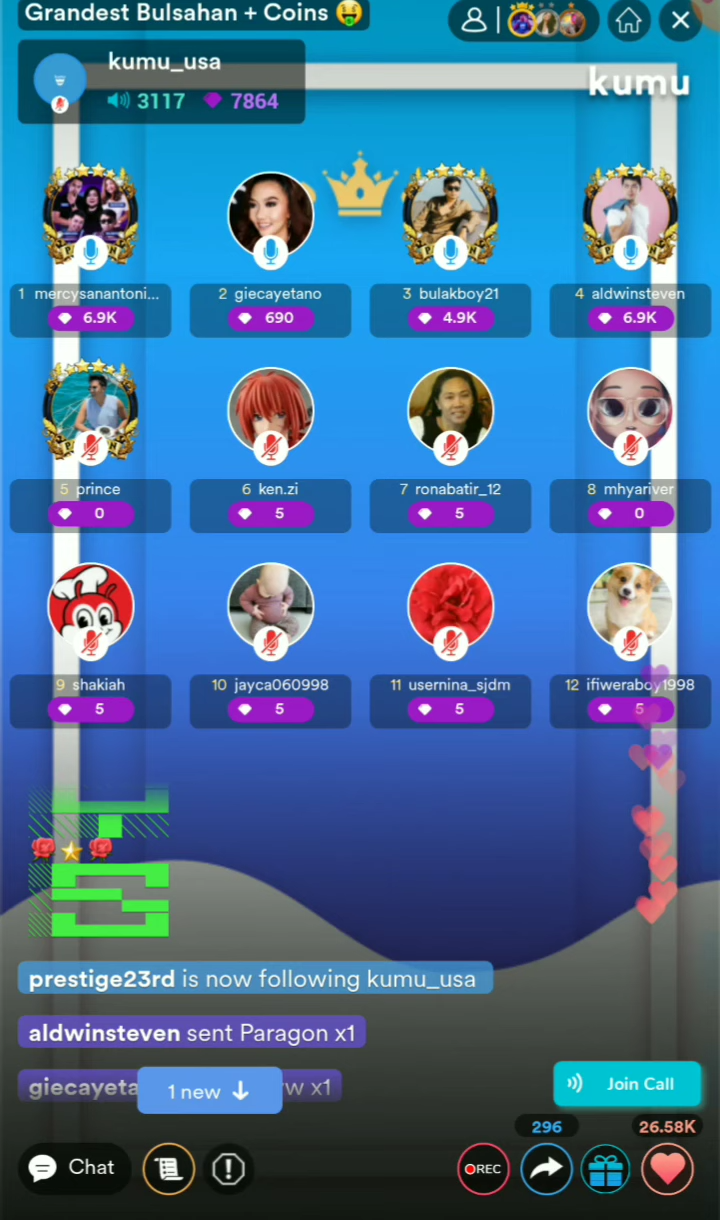 Grandest Bulsahan + Coins 🤑
kumu_usa
3117 7864
kumu
1 mercysanantoni... 2 giecayetano 3 bulakboy21 4 aldwinsteven
6.9K 690 4.9K 6.9K
5 prince 6 ken.zi 7 ronabatir_12 8 mhyariver
0 5 5 0
9 shakiah 10 jayca060998 11 usernina_sjdm 12 ifiweraboy1998
5 5 5 5
prestige23rd is now following kumu_usa
aldwinsteven sent Paragon x1
1 new
Join Call
296 26.58K
Chat
REC